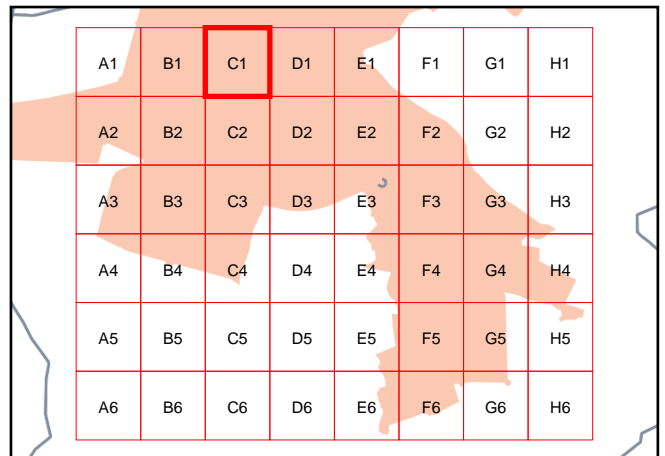 A1 B1 C1 D1 E1 F1 G1 H1
A2 B2 C2 D2 E2 F2 G2 H2
A3 B3 C3 D3 E3 F3 G3 H3
A4 B4 C4 D4 E4 F4 G4 H4
A5 B5 C5 D5 E5 F5 G5 H5
A6 B6 C6 D6 E6 F6 G6 H6